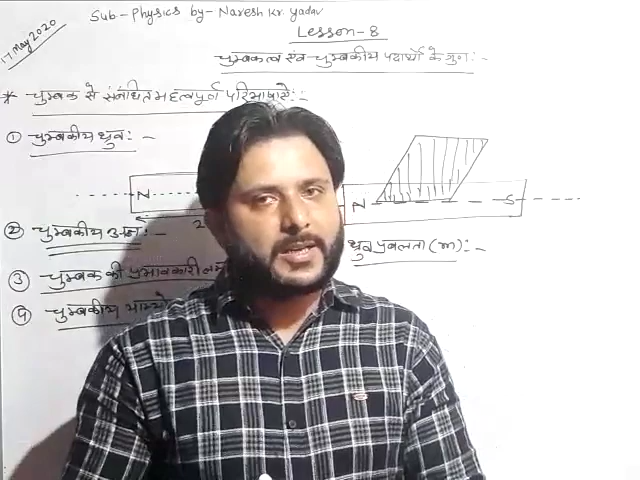 17 May 2020
Sub - Physics by - Naresh Kr. yadav
Lesson - 8
चुम्बकत्व एंव चुम्बकीय पदार्थो के गुण : -
* चुम्बक से संबंधित महत्वपूर्ण परिभाषाऐं : -
① चुम्बकीय ध्रुव : -
N
N S
② चुम्बकीय अक्ष : -
2
ध्रुव प्रबलता (m) : -
③ चुम्बक की प्रभावकारी
④ चुम्बकीय